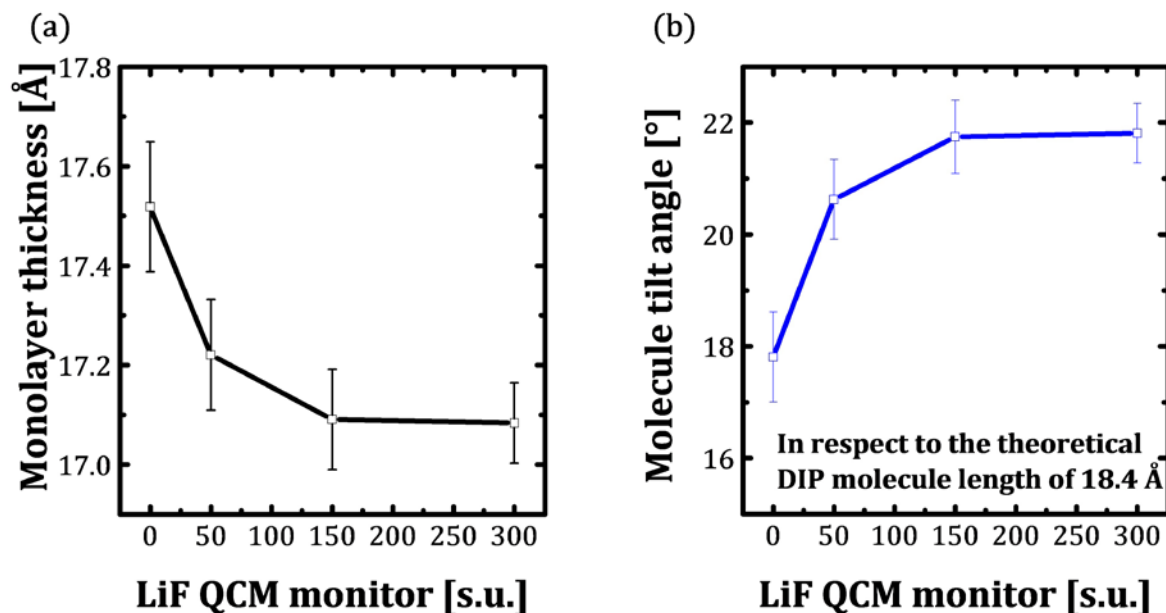 (a)
Monolayer thickness [Å]
17.8
17.6
17.4
17.2
17.0
0 50 100 150 200 250 300
LiF QCM monitor [s.u.]
(b)
Molecule tilt angle [°]
22
20
18
16
In respect to the theoretical
DIP molecule length of 18.4 Å
0 50 100 150 200 250 300
LiF QCM monitor [s.u.]